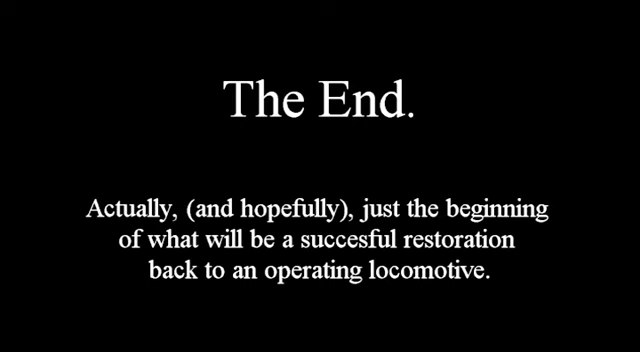 The End.
Actually, (and hopefully), just the beginning
of what will be a succesful restoration
back to an operating locomotive.